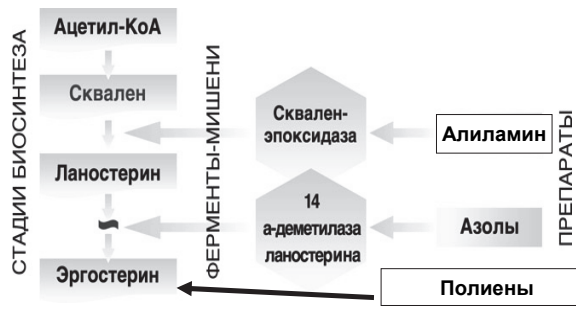 СТАДИИ БИОСИНТЕЗА
Ацетил-КоА
Сквален
Ланостерин
Эргостерин
ФЕРМЕНТЫ-МИШЕНИ
Сквален-
эпоксидаза
14
а-деметилаза
ланостерина
Алиламин
Азолы
Полиены
ПРЕПАРАТЫ